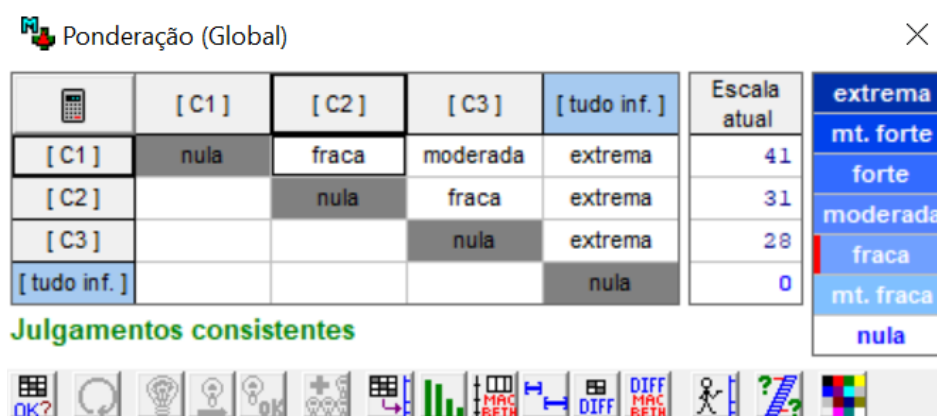 Ponderação (Global)
[ C1 ] [ C2 ] [ C3 ] [ tudo inf. ] Escala atual
[ C1 ] nula fraca moderada extrema 41
[ C2 ] nula fraca extrema 31
[ C3 ] nula extrema 28
[ tudo inf. ] nula 0
extrema
mt. forte
forte
moderada
fraca
mt. fraca
nula
Julgamentos consistentes
OK? OK MAC BETH DIFF DIFF MAC BETH ? ?